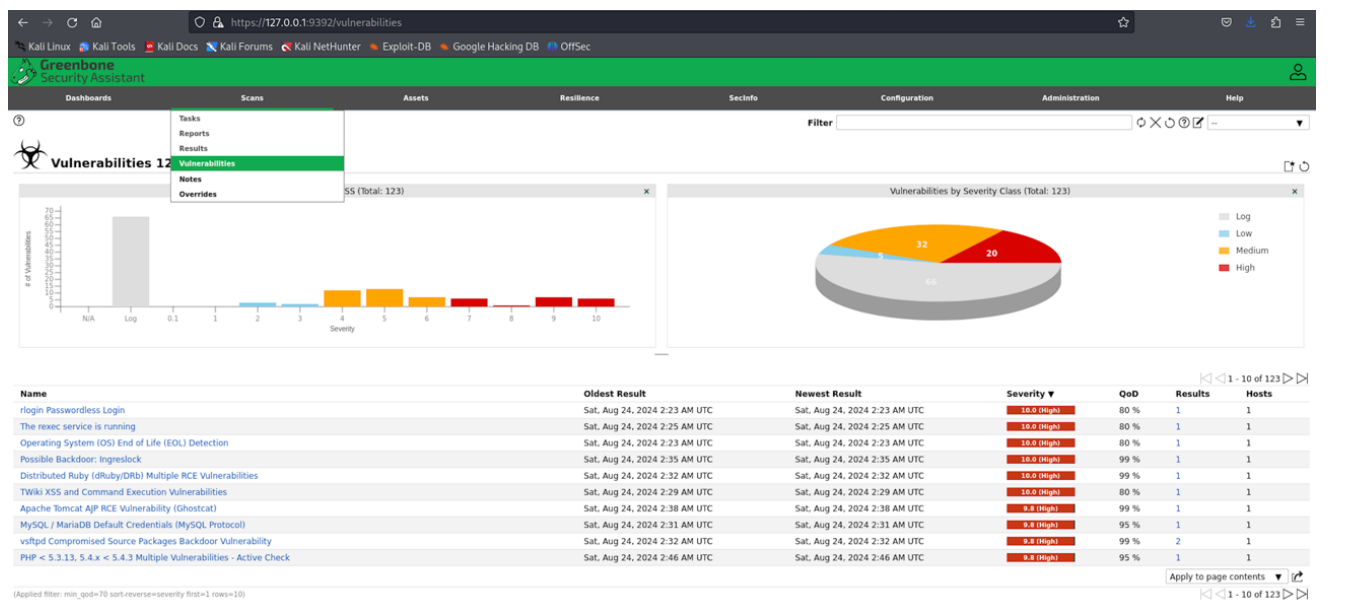 https://127.0.0.1:9392/vulnerabilities
Kali Linux Kali Tools Kali Docs Kali Forums Kali NetHunter Exploit-DB Google Hacking DB OffSec
Greenbone
Security Assistant
Dashboards Scans Assets Resilience SecInfo Configuration Administration Help
Tasks
Reports
Results
Vulnerabilities
Notes
Overrides
Filter --
Vulnerabilities 12
SS (Total: 123)
Vulnerabilities by Severity Class (Total: 123)
# of Vulnerabilities
70
65
60
55
50
45
40
35
30
25
20
15
10
5
0
N/A Log 0.1 1 2 3 4 5 6 7 8 9 10
Severity
32
20
5
66
Log
Low
Medium
High
1 - 10 of 123
Name Oldest Result Newest Result Severity ▼ QoD Results Hosts
rlogin Passwordless Login Sat, Aug 24, 2024 2:23 AM UTC Sat, Aug 24, 2024 2:23 AM UTC 10.0 (High) 80 % 1 1
The rexec service is running Sat, Aug 24, 2024 2:25 AM UTC Sat, Aug 24, 2024 2:25 AM UTC 10.0 (High) 80 % 1 1
Operating System (OS) End of Life (EOL) Detection Sat, Aug 24, 2024 2:23 AM UTC Sat, Aug 24, 2024 2:23 AM UTC 10.0 (High) 80 % 1 1
Possible Backdoor: Ingreslock Sat, Aug 24, 2024 2:35 AM UTC Sat, Aug 24, 2024 2:35 AM UTC 10.0 (High) 99 % 1 1
Distributed Ruby (dRuby/DRb) Multiple RCE Vulnerabilities Sat, Aug 24, 2024 2:32 AM UTC Sat, Aug 24, 2024 2:32 AM UTC 10.0 (High) 99 % 1 1
TWiki XSS and Command Execution Vulnerabilities Sat, Aug 24, 2024 2:29 AM UTC Sat, Aug 24, 2024 2:29 AM UTC 10.0 (High) 80 % 1 1
Apache Tomcat AJP RCE Vulnerability (Ghostcat) Sat, Aug 24, 2024 2:38 AM UTC Sat, Aug 24, 2024 2:38 AM UTC 9.8 (High) 99 % 1 1
MySQL / MariaDB Default Credentials (MySQL Protocol) Sat, Aug 24, 2024 2:31 AM UTC Sat, Aug 24, 2024 2:31 AM UTC 9.8 (High) 95 % 1 1
vsftpd Compromised Source Packages Backdoor Vulnerability Sat, Aug 24, 2024 2:32 AM UTC Sat, Aug 24, 2024 2:32 AM UTC 9.8 (High) 99 % 2 1
PHP < 5.3.13, 5.4.x < 5.4.3 Multiple Vulnerabilities - Active Check Sat, Aug 24, 2024 2:46 AM UTC Sat, Aug 24, 2024 2:46 AM UTC 9.8 (High) 95 % 1 1
Apply to page contents ▼
(Applied filter: min_qod=70 sort-reverse=severity first=1 rows=10) 1 - 10 of 123